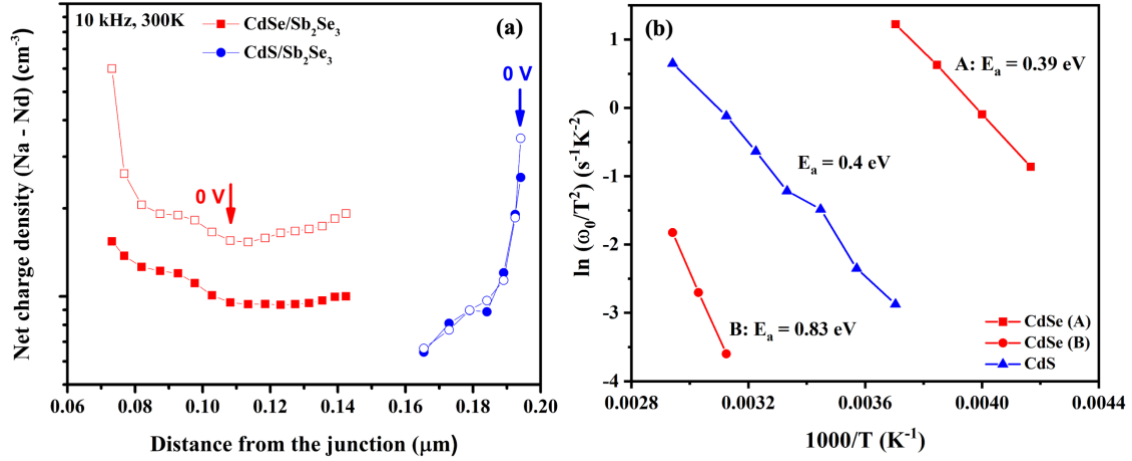 10 kHz, 300K
CdSe/Sb₂Se₃
CdS/Sb₂Se₃
(a)
0 V
0 V
Net charge density (Na - Nd) (cm⁻³)
0.06 0.08 0.10 0.12 0.14 0.16 0.18 0.20
Distance from the junction (μm)
(b)
A: Eₐ = 0.39 eV
Eₐ = 0.4 eV
B: Eₐ = 0.83 eV
CdSe (A)
CdSe (B)
CdS
ln (ω₀/T²) (s⁻¹K⁻²)
1
0
-1
-2
-3
-4
0.0028 0.0032 0.0036 0.0040 0.0044
1000/T (K⁻¹)